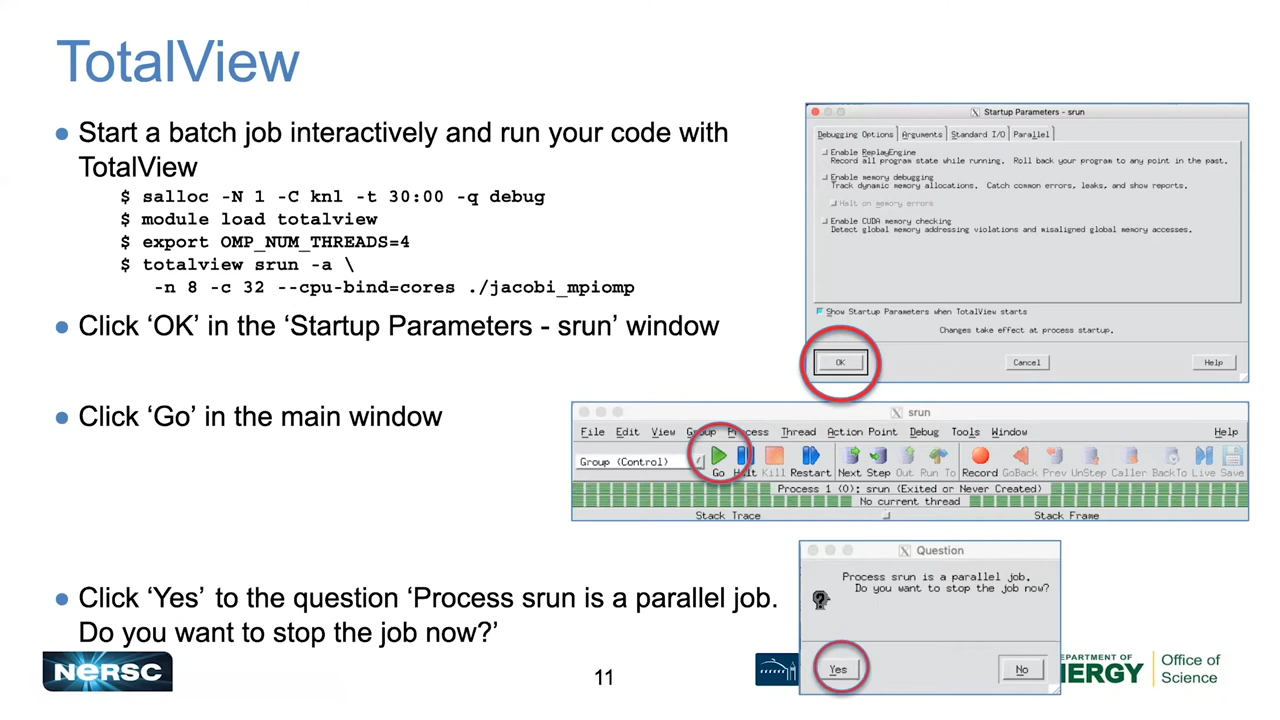 TotalView
● Start a batch job interactively and run your code with
TotalView
$ salloc -N 1 -C knl -t 30:00 -q debug
$ module load totalview
$ export OMP_NUM_THREADS=4
$ totalview srun -a \
-n 8 -c 32 --cpu-bind=cores ./jacobi_mpiomp
● Click ‘OK’ in the ‘Startup Parameters - srun’ window
● Click ‘Go’ in the main window
● Click ‘Yes’ to the question ‘Process srun is a parallel job.
Do you want to stop the job now?’
Startup Parameters - srun
Debugging Options Arguments Standard I/O Parallel
Enable ReplayEngine
Record all program state while running. Roll back your program to any point in the past.
Enable memory debugging
Track dynamic memory allocations. Catch common errors, leaks, and show reports.
Halt on memory errors
Enable CUDA memory checking
Detect global memory addressing violations and misaligned global memory accesses.
Show Startup Parameters when TotalView starts
Changes take effect at process startup.
OK Cancel Help
srun
File Edit View Group Process Thread Action Point Debug Tools Window Help
Group (Control)
Go Halt Kill Restart Next Step Out Run To Record GoBack Prev UnStep Caller BackTo Live Save
Process 1 (0): srun (Exited or Never Created)
No current thread
Stack Trace Stack Frame
Question
Process srun is a parallel job.
Do you want to stop the job now?
Yes No
NERSC
11
EPARTMENT OF
NERGY
Office of
Science